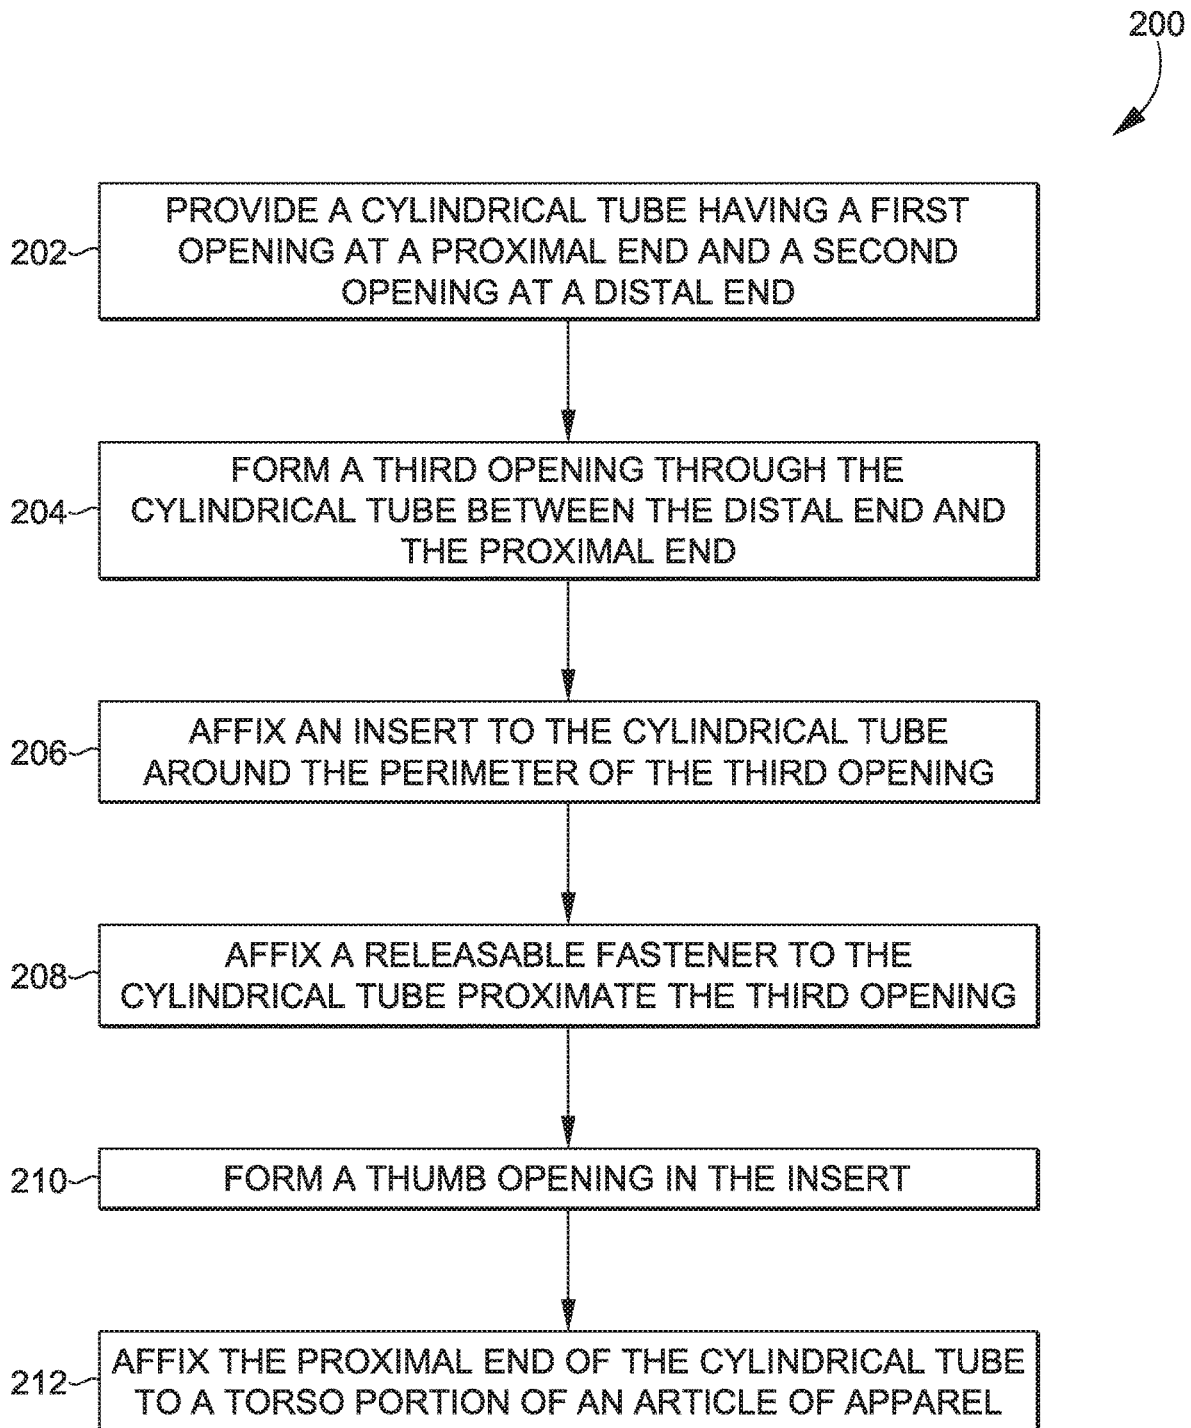 200
202
PROVIDE A CYLINDRICAL TUBE HAVING A FIRST
OPENING AT A PROXIMAL END AND A SECOND
OPENING AT A DISTAL END
204
FORM A THIRD OPENING THROUGH THE
CYLINDRICAL TUBE BETWEEN THE DISTAL END AND
THE PROXIMAL END
206
AFFIX AN INSERT TO THE CYLINDRICAL TUBE
AROUND THE PERIMETER OF THE THIRD OPENING
208
AFFIX A RELEASABLE FASTENER TO THE
CYLINDRICAL TUBE PROXIMATE THE THIRD OPENING
210
FORM A THUMB OPENING IN THE INSERT
212
AFFIX THE PROXIMAL END OF THE CYLINDRICAL TUBE
TO A TORSO PORTION OF AN ARTICLE OF APPAREL